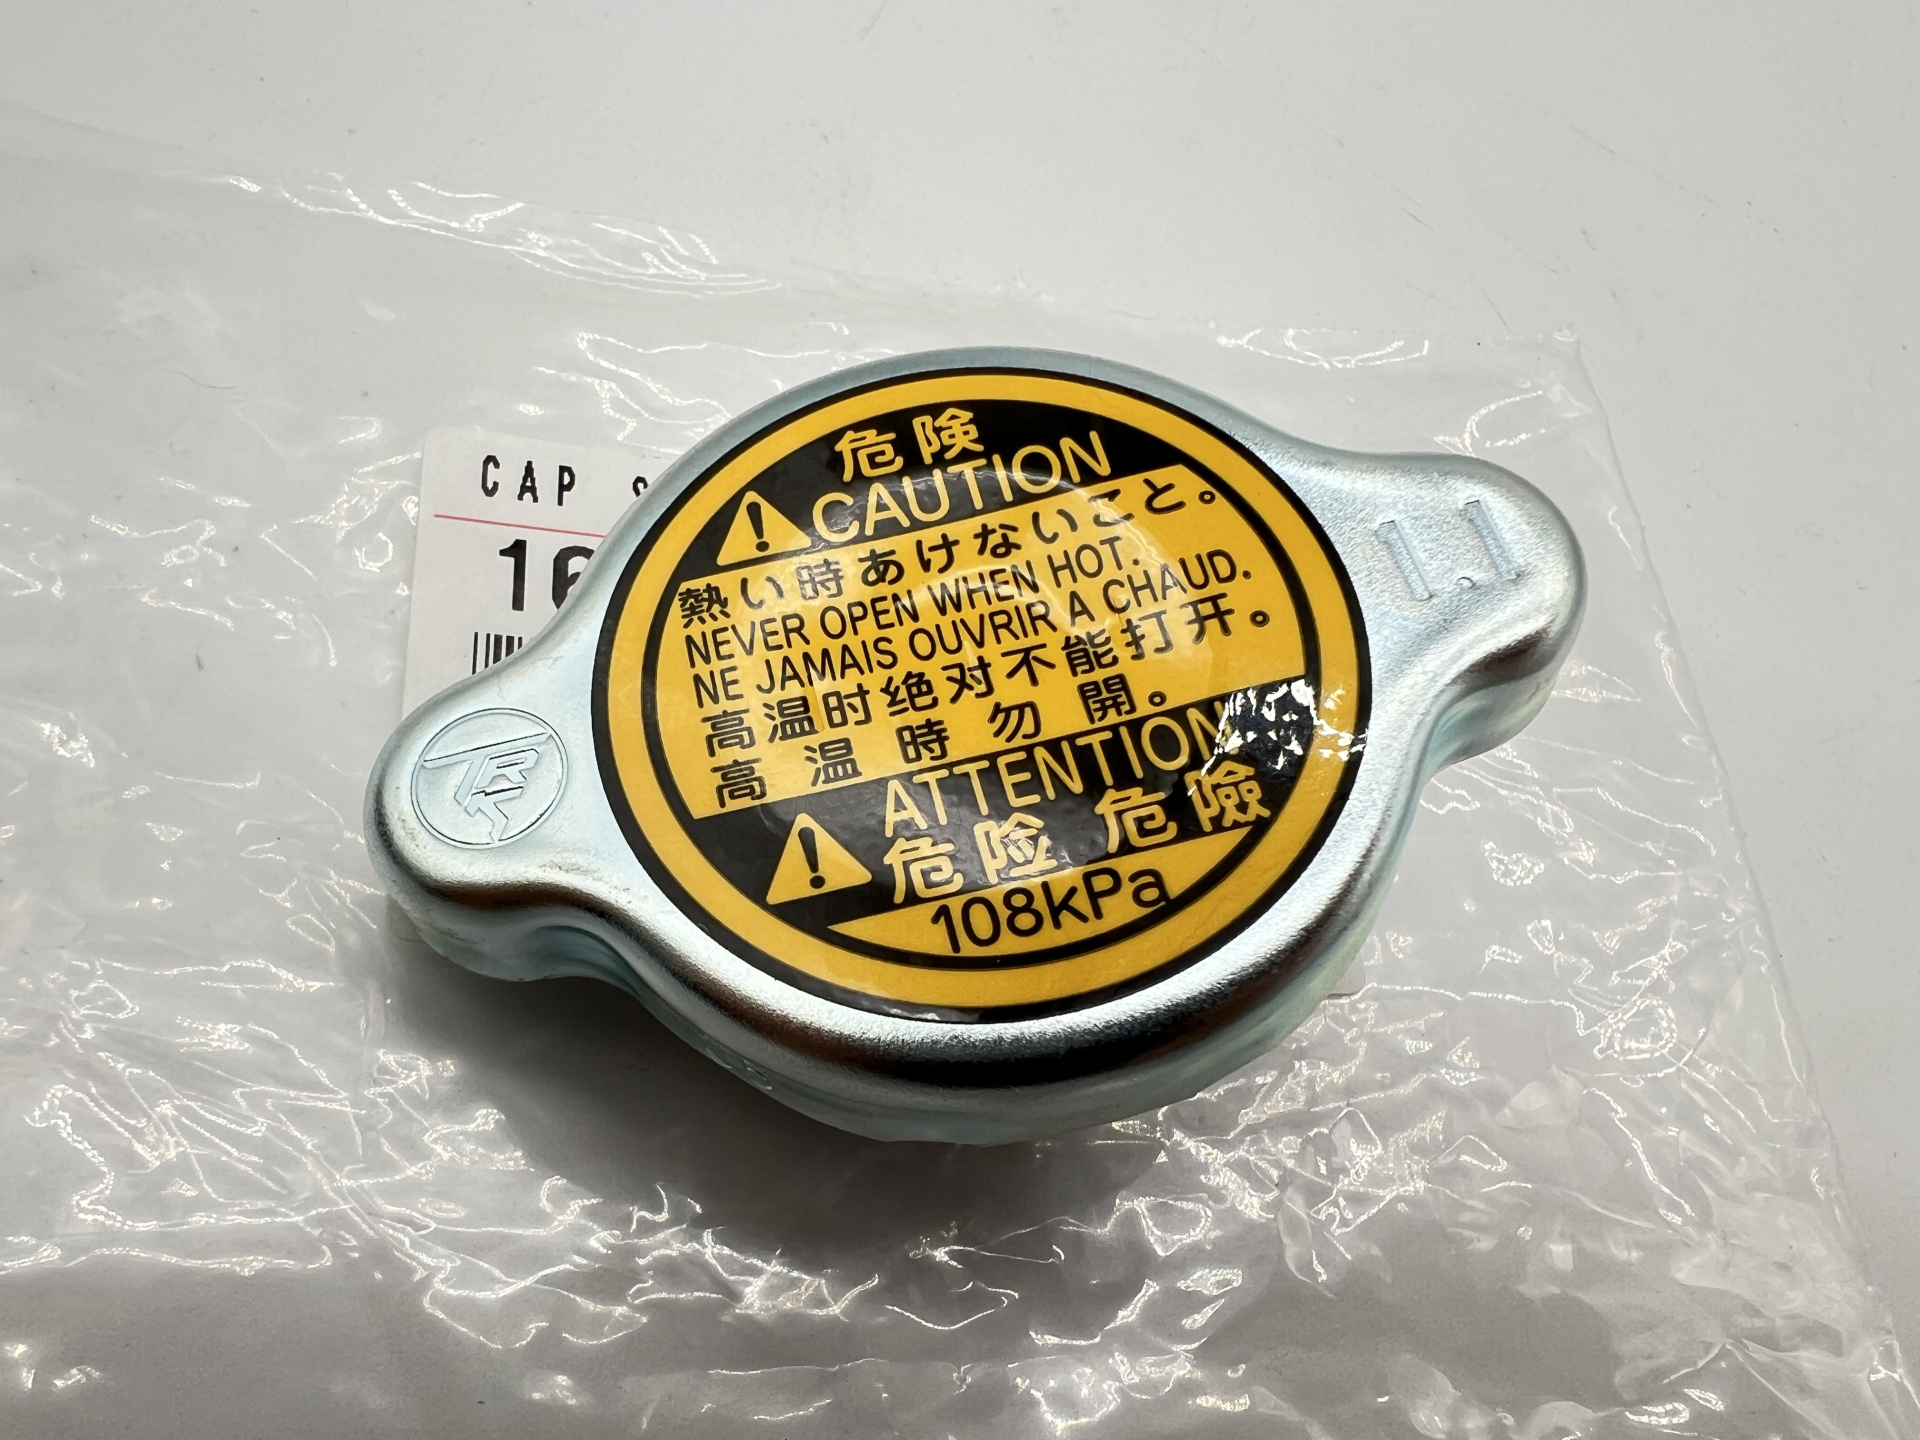 CAP
16
危険
CAUTION
熱い時あけないこと。
NEVER OPEN WHEN HOT.
NE JAMAIS OUVRIR A CHAUD.
高温时绝对不能打开。
高温時勿開。
ATTENTION
危险 危險
108kPa
1.1
TRK